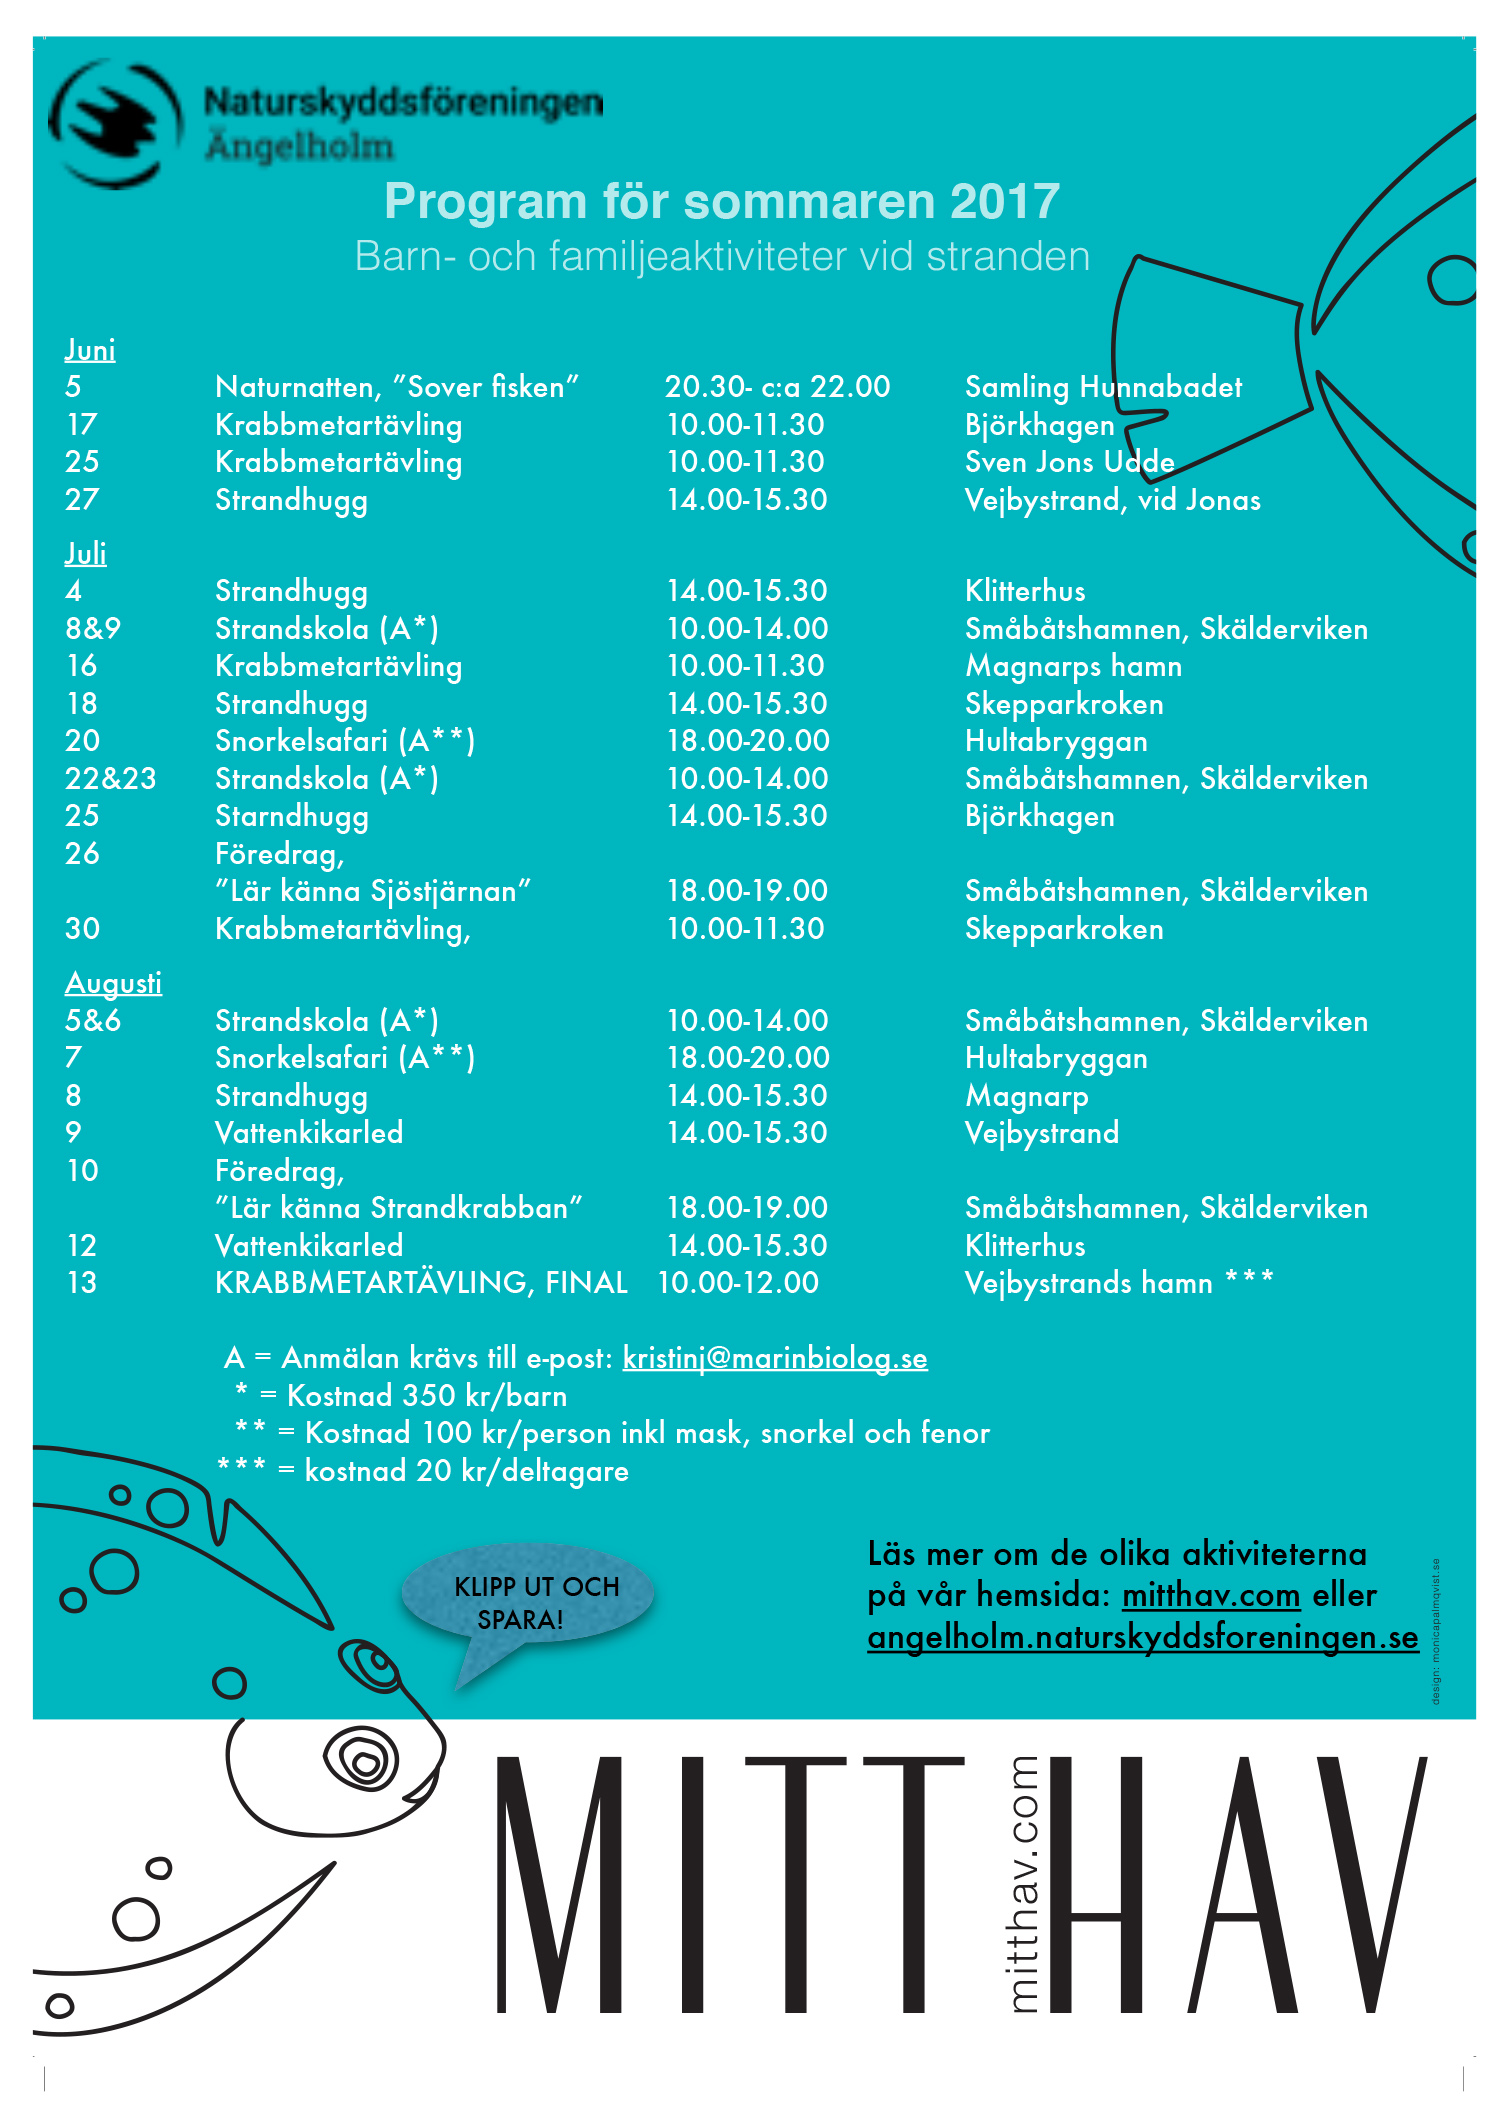 Naturskyddsföreningen
Ängelholm
Program för sommaren 2017
Barn- och familjeaktiviteter vid stranden
Juni
5 Naturnatten, ”Sover fisken” 20.30- c:a 22.00 Samling Hunnabadet
17 Krabbmetartävling 10.00-11.30 Björkhagen
25 Krabbmetartävling 10.00-11.30 Sven Jons Udde
27 Strandhugg 14.00-15.30 Vejbystrand, vid Jonas
Juli
4 Strandhugg 14.00-15.30 Klitterhus
8&9 Strandskola (A*) 10.00-14.00 Småbåtshamnen, Skälderviken
16 Krabbmetartävling 10.00-11.30 Magnarps hamn
18 Strandhugg 14.00-15.30 Skepparkroken
20 Snorkelsafari (A**) 18.00-20.00 Hultabryggan
22&23 Strandskola (A*) 10.00-14.00 Småbåtshamnen, Skälderviken
25 Starndhugg 14.00-15.30 Björkhagen
26 Föredrag,
”Lär känna Sjöstjärnan” 18.00-19.00 Småbåtshamnen, Skälderviken
30 Krabbmetartävling, 10.00-11.30 Skepparkroken
Augusti
5&6 Strandskola (A*) 10.00-14.00 Småbåtshamnen, Skälderviken
7 Snorkelsafari (A**) 18.00-20.00 Hultabryggan
8 Strandhugg 14.00-15.30 Magnarp
9 Vattenkikarled 14.00-15.30 Vejbystrand
10 Föredrag,
”Lär känna Strandkrabban” 18.00-19.00 Småbåtshamnen, Skälderviken
12 Vattenkikarled 14.00-15.30 Klitterhus
13 KRABBMETARTÄVLING, FINAL 10.00-12.00 Vejbystrands hamn ***
A = Anmälan krävs till e-post: kristinj@marinbiolog.se
* = Kostnad 350 kr/barn
** = Kostnad 100 kr/person inkl mask, snorkel och fenor
*** = kostnad 20 kr/deltagare
KLIPP UT OCH
SPARA!
Läs mer om de olika aktiviteterna
på vår hemsida: mitthav.com eller
angelholm.naturskyddsforeningen.se
design: monicapalmqvist.se
MITT HAV
mitthav.com